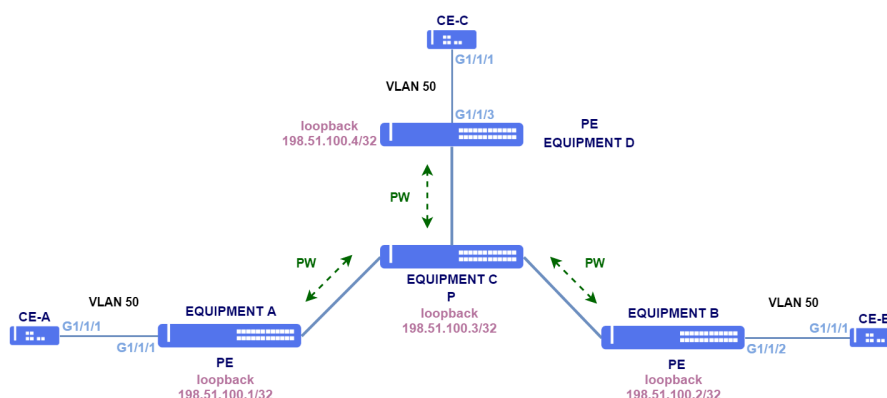 CE-C
G1/1/1
VLAN 50
G1/1/3
loopback
198.51.100.4/32
PE
EQUIPMENT D
PW
PW
PW
EQUIPMENT C
P
loopback
198.51.100.3/32
VLAN 50
CE-A
G1/1/1
G1/1/1
EQUIPMENT A
PE
loopback
198.51.100.1/32
EQUIPMENT B
VLAN 50
G1/1/1
CE-B
G1/1/2
PE
loopback
198.51.100.2/32